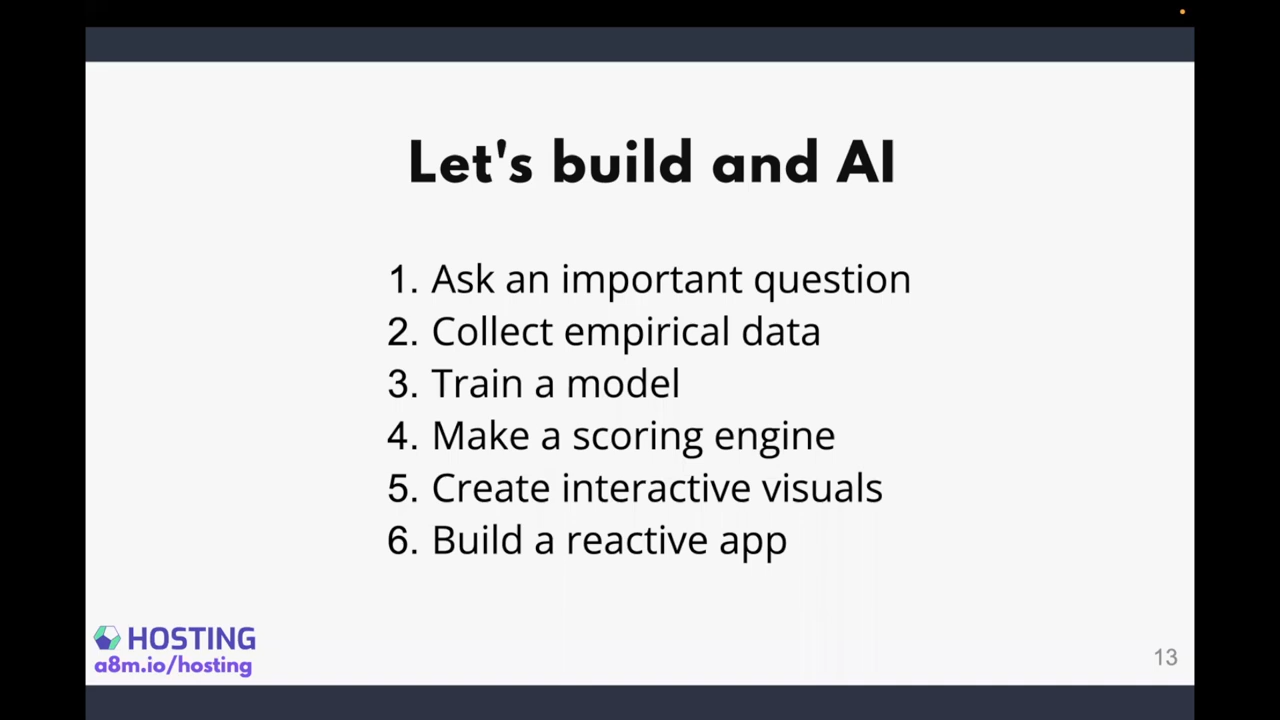 Let's build and AI
1. Ask an important question
2. Collect empirical data
3. Train a model
4. Make a scoring engine
5. Create interactive visuals
6. Build a reactive app
HOSTING
a8m.io/hosting
13